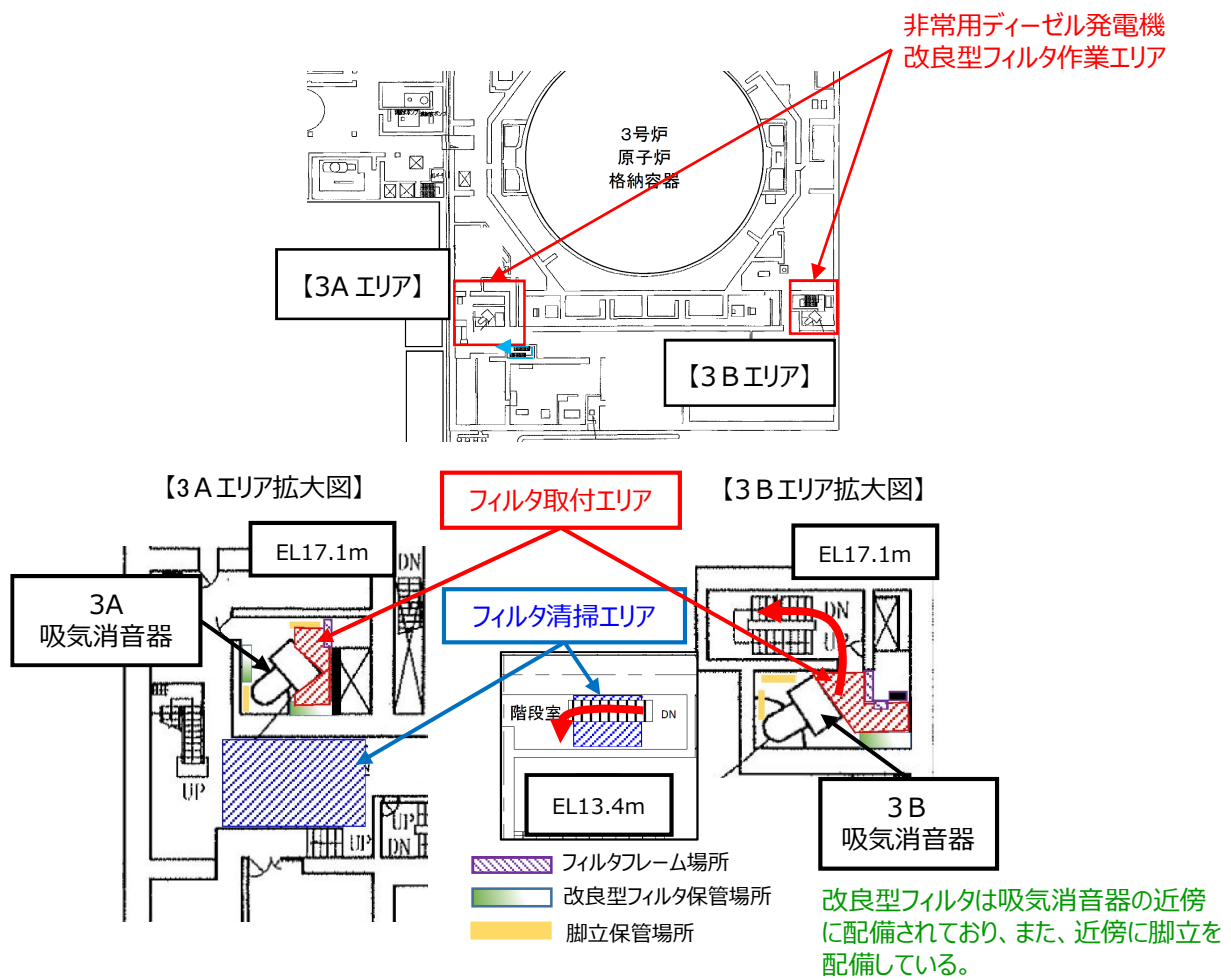 非常用ディーゼル発電機
改良型フィルタ作業エリア
3号炉
原子炉
格納容器
【3A エリア】
【3Bエリア】
【3Aエリア拡大図】
フィルタ取付エリア
【3Bエリア拡大図】
EL17.1m
DN
EL17.1m
3A
吸気消音器
フィルタ清掃エリア
DN
UP
階段室
DN
UP
EL13.4m
UP
DN
UP
3B
吸気消音器
フィルタフレーム場所
改良型フィルタ保管場所
脚立保管場所
改良型フィルタは吸気消音器の近傍
に配備されており、また、近傍に脚立を
配備している。